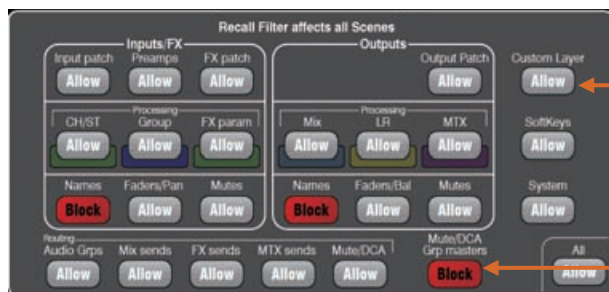 Recall Filter affects all Scenes
Inputs/FX Outputs
Input patch Preamps FX patch Output Patch Custom Layer
Allow Allow Allow Allow Allow
Processing Processing
CH/ST Group FX param Mix LR MTX SoftKeys
Allow Allow Allow Allow Allow Allow Allow
Names Faders/Pan Mutes Names Faders/Bal Mutes System
Block Allow Allow Block Allow Allow Allow
Routing
Audio Grps Mix sends FX sends MTX sends Mute/DCA Mute/DCA Grp masters All
Allow Allow Allow Allow Allow Block Allow